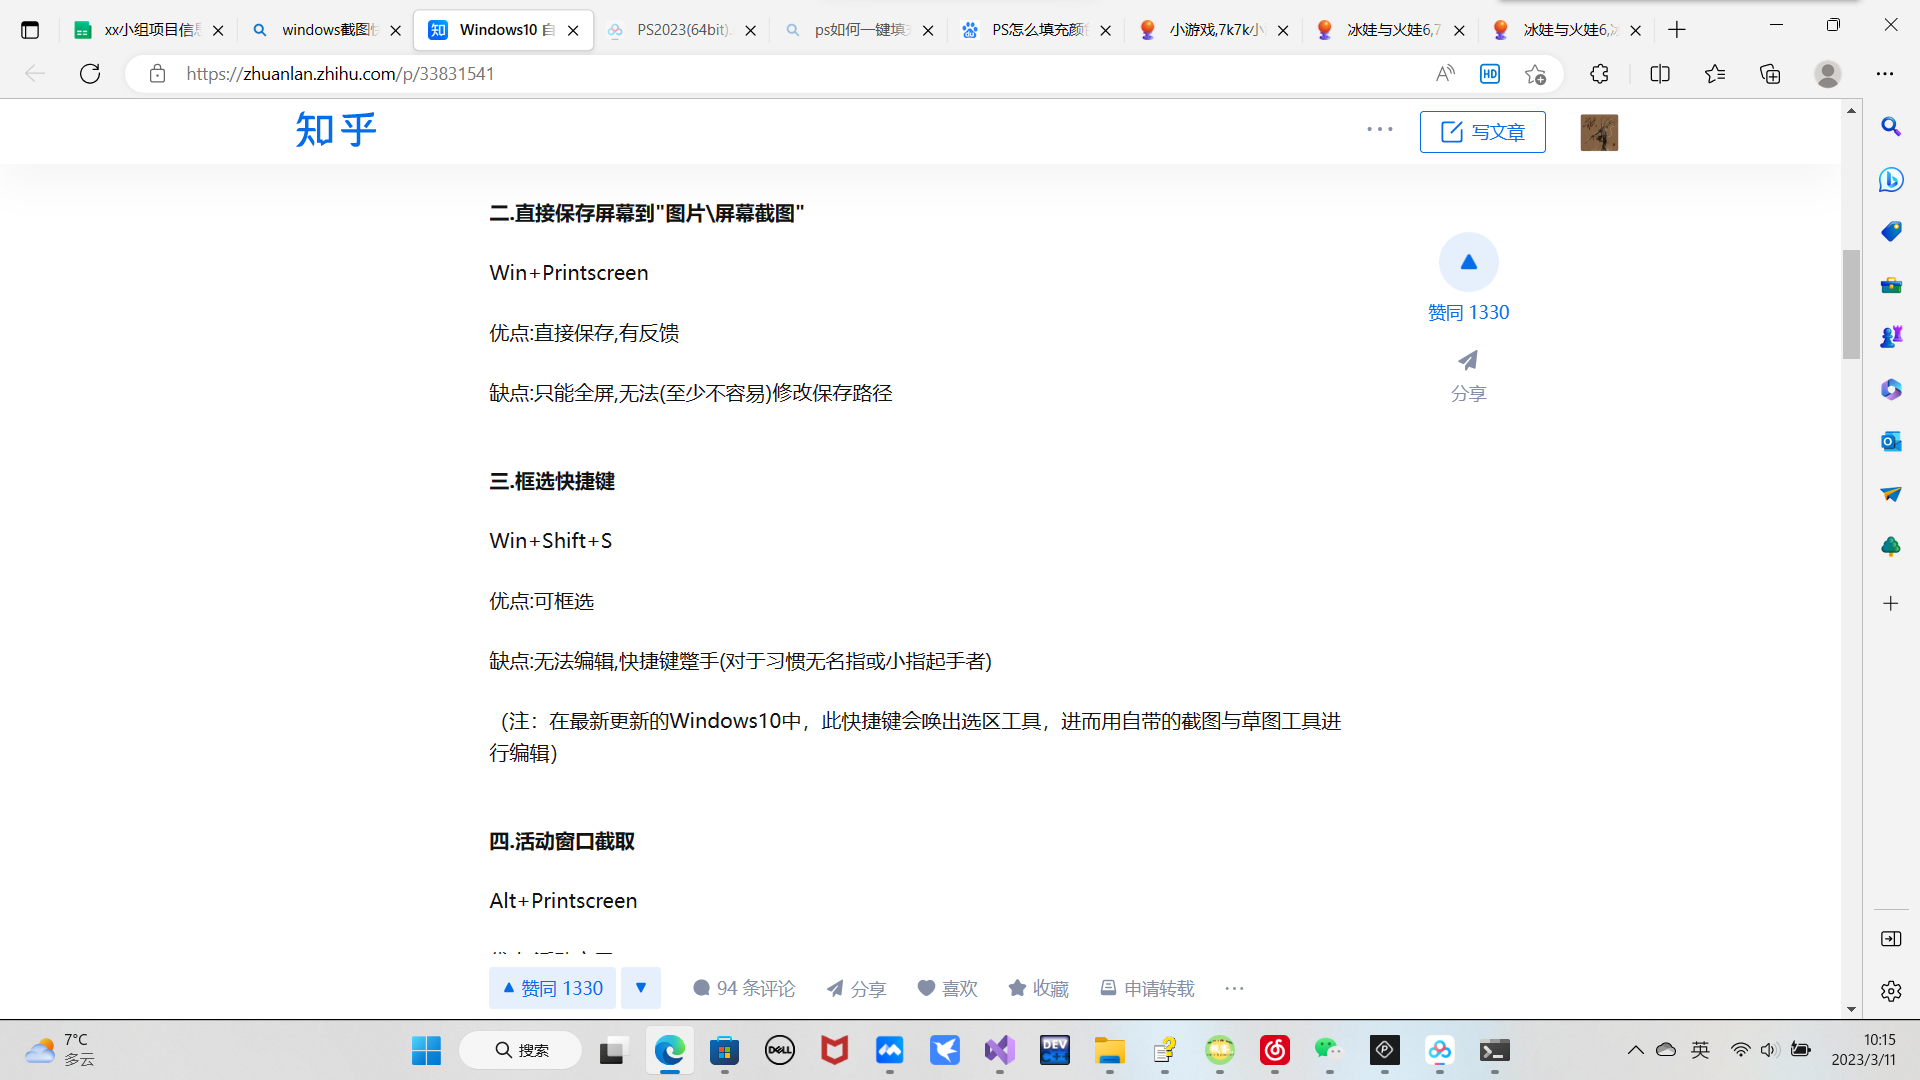 xx小组项目信息
windows截图快
Windows10 自
PS2023(64bit).
ps如何一键填充
PS怎么填充颜色
小游戏,7k7k小
冰娃与火娃6,7
冰娃与火娃6,冰
https://zhuanlan.zhihu.com/p/33831541
HD
知乎
写文章
二.直接保存屏幕到"图片\屏幕截图"
Win+Printscreen
优点:直接保存,有反馈
缺点:只能全屏,无法(至少不容易)修改保存路径
赞同 1330
分享
三.框选快捷键
Win+Shift+S
优点:可框选
缺点:无法编辑,快捷键蹩手(对于习惯无名指或小指起手者)
（注：在最新更新的Windows10中，此快捷键会唤出选区工具，进而用自带的截图与草图工具进
行编辑）
四.活动窗口截取
Alt+Printscreen
赞同 1330
94 条评论
分享
喜欢
收藏
申请转载
7°C
多云
搜索
DELL
DEV
C++
英
10:15
2023/3/11